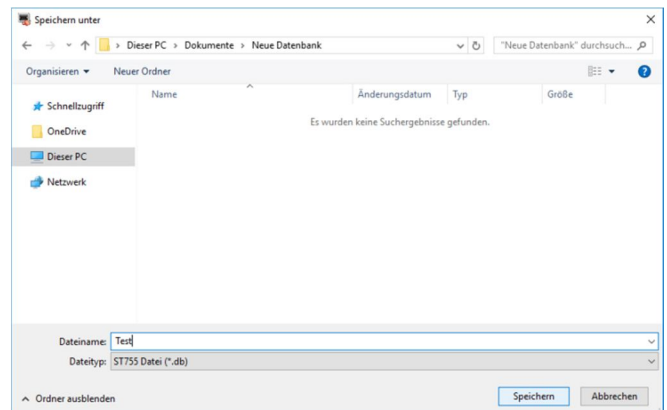 Speichern unter
Dieser PC > Dokumente > Neue Datenbank
"Neue Datenbank" durchsuch...
Organisieren
Neuer Ordner
Name Änderungsdatum Typ Größe
Es wurden keine Suchergebnisse gefunden.
Schnellzugriff
OneDrive
Dieser PC
Netzwerk
Dateiname: Test
Dateityp: ST755 Datei (*.db)
Ordner ausblenden
Speichern
Abbrechen